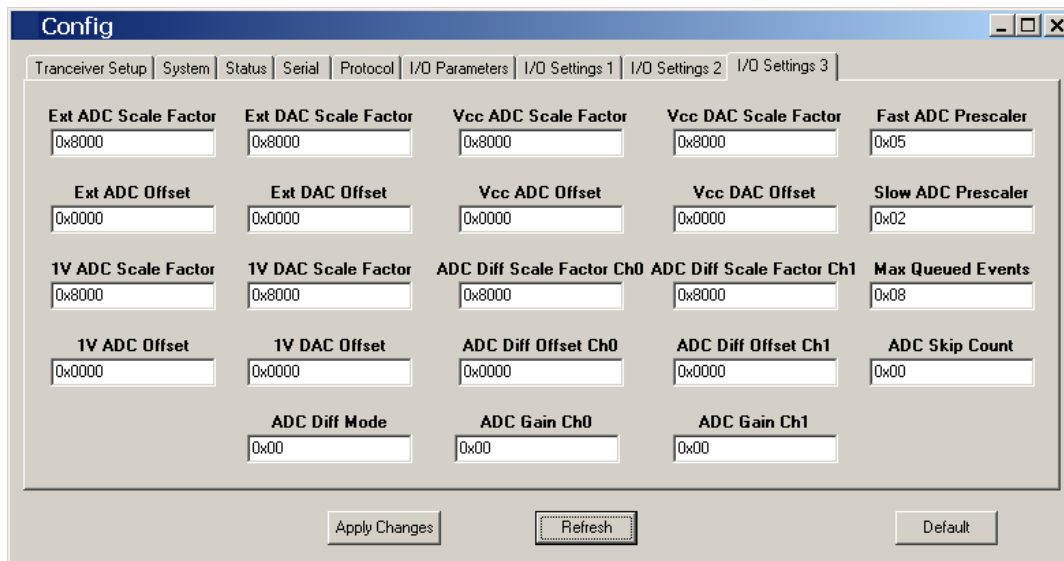 Config
Tranceiver Setup System Status Serial Protocol I/O Parameters I/O Settings 1 I/O Settings 2 I/O Settings 3
Ext ADC Scale Factor Ext DAC Scale Factor Vcc ADC Scale Factor Vcc DAC Scale Factor Fast ADC Prescaler
0x8000 0x8000 0x8000 0x8000 0x05
Ext ADC Offset Ext DAC Offset Vcc ADC Offset Vcc DAC Offset Slow ADC Prescaler
0x0000 0x0000 0x0000 0x0000 0x02
1V ADC Scale Factor 1V DAC Scale Factor ADC Diff Scale Factor Ch0 ADC Diff Scale Factor Ch1 Max Queued Events
0x8000 0x8000 0x8000 0x8000 0x08
1V ADC Offset 1V DAC Offset ADC Diff Offset Ch0 ADC Diff Offset Ch1 ADC Skip Count
0x0000 0x0000 0x0000 0x0000 0x00
ADC Diff Mode ADC Gain Ch0 ADC Gain Ch1
0x00 0x00 0x00
Apply Changes Refresh Default